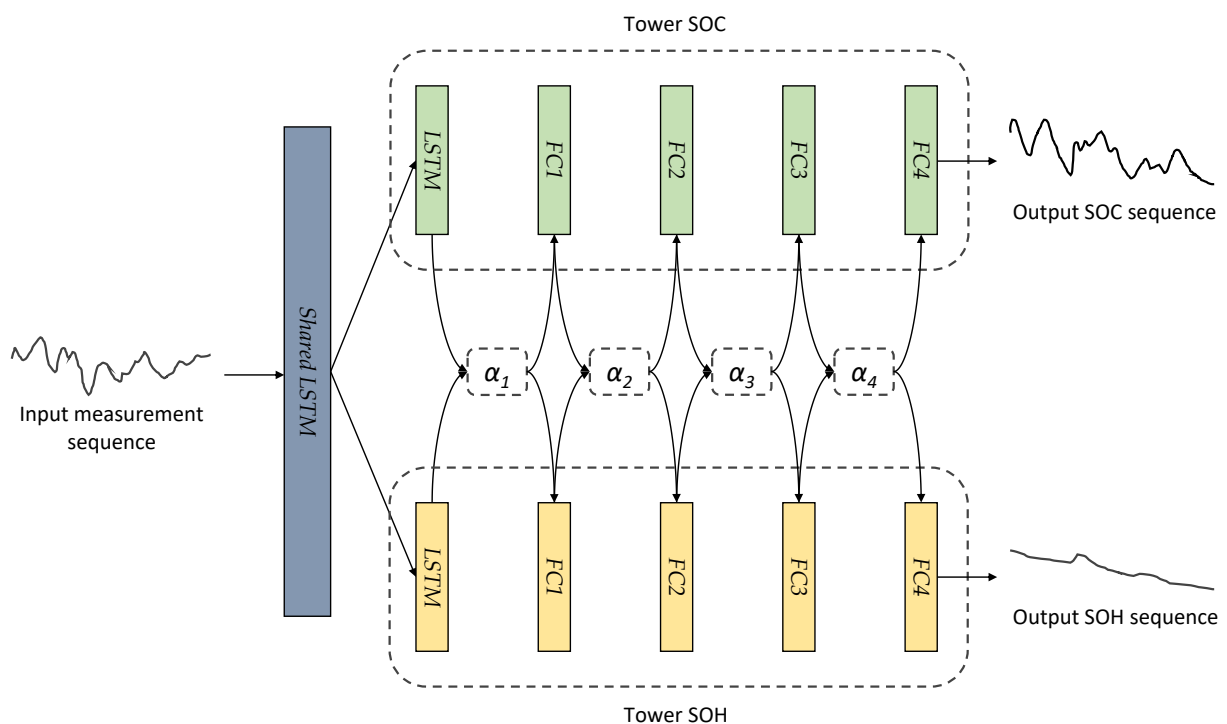 Tower SOC
LSTM
FC1
FC2
FC3
FC4
Output SOC sequence
Shared LSTM
Input measurement
sequence
α1
α2
α3
α4
LSTM
FC1
FC2
FC3
FC4
Output SOH sequence
Tower SOH